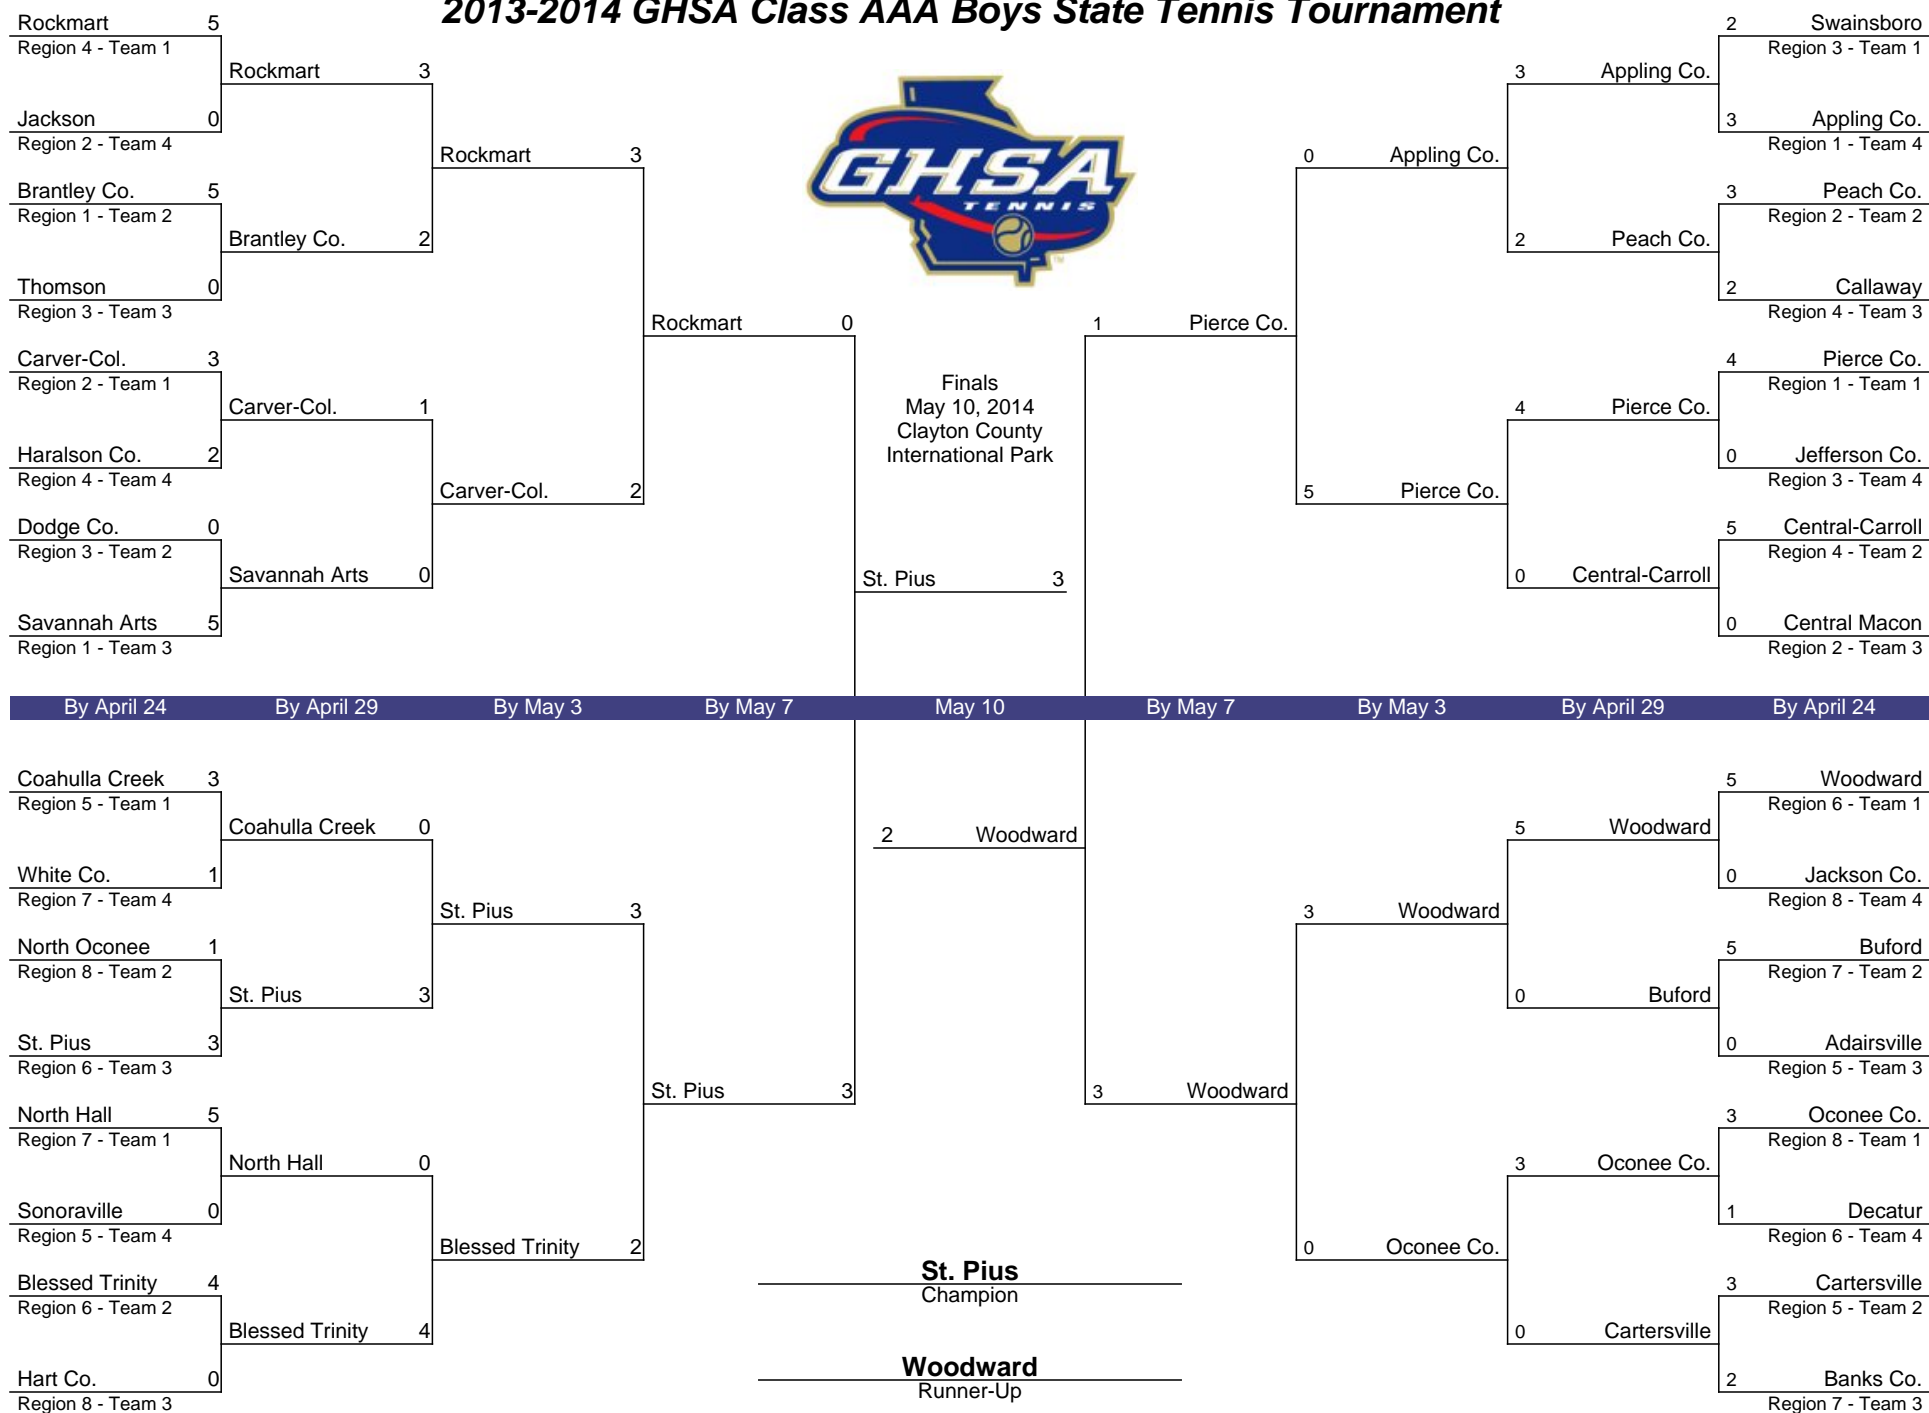 2013-2014 GHSA Class AAA Boys State Tennis Tournament
Rockmart 5
Region 4 - Team 1
Jackson 0
Region 2 - Team 4
Brantley Co. 5
Region 1 - Team 2
Thomson 0
Region 3 - Team 3
Carver-Col. 3
Region 2 - Team 1
Haralson Co. 2
Region 4 - Team 4
Dodge Co. 0
Region 3 - Team 2
Savannah Arts 5
Region 1 - Team 3
Rockmart 3
Brantley Co. 2
Carver-Col. 1
Savannah Arts 0
Rockmart 3
Carver-Col. 2
Rockmart 0
GHSA
TENNIS
TM
Finals
May 10, 2014
Clayton County
International Park
St. Pius 3
1 Pierce Co.
0 Appling Co.
5 Pierce Co.
3 Appling Co.
2 Peach Co.
4 Pierce Co.
0 Central-Carroll
2 Swainsboro
Region 3 - Team 1
3 Appling Co.
Region 1 - Team 4
3 Peach Co.
Region 2 - Team 2
2 Callaway
Region 4 - Team 3
4 Pierce Co.
Region 1 - Team 1
0 Jefferson Co.
Region 3 - Team 4
5 Central-Carroll
Region 4 - Team 2
0 Central Macon
Region 2 - Team 3
By April 24 By April 29 By May 3 By May 7 May 10 By May 7 By May 3 By April 29 By April 24
Coahulla Creek 3
Region 5 - Team 1
White Co. 1
Region 7 - Team 4
North Oconee 1
Region 8 - Team 2
St. Pius 3
Region 6 - Team 3
North Hall 5
Region 7 - Team 1
Sonoraville 0
Region 5 - Team 4
Blessed Trinity 4
Region 6 - Team 2
Hart Co. 0
Region 8 - Team 3
Coahulla Creek 0
St. Pius 3
North Hall 0
Blessed Trinity 4
St. Pius 3
Blessed Trinity 2
St. Pius 3
2 Woodward
3 Woodward
3 Woodward
0 Oconee Co.
5 Woodward
0 Buford
3 Oconee Co.
0 Cartersville
5 Woodward
Region 6 - Team 1
0 Jackson Co.
Region 8 - Team 4
5 Buford
Region 7 - Team 2
0 Adairsville
Region 5 - Team 3
3 Oconee Co.
Region 8 - Team 1
1 Decatur
Region 6 - Team 4
3 Cartersville
Region 5 - Team 2
2 Banks Co.
Region 7 - Team 3
St. Pius
Champion
Woodward
Runner-Up